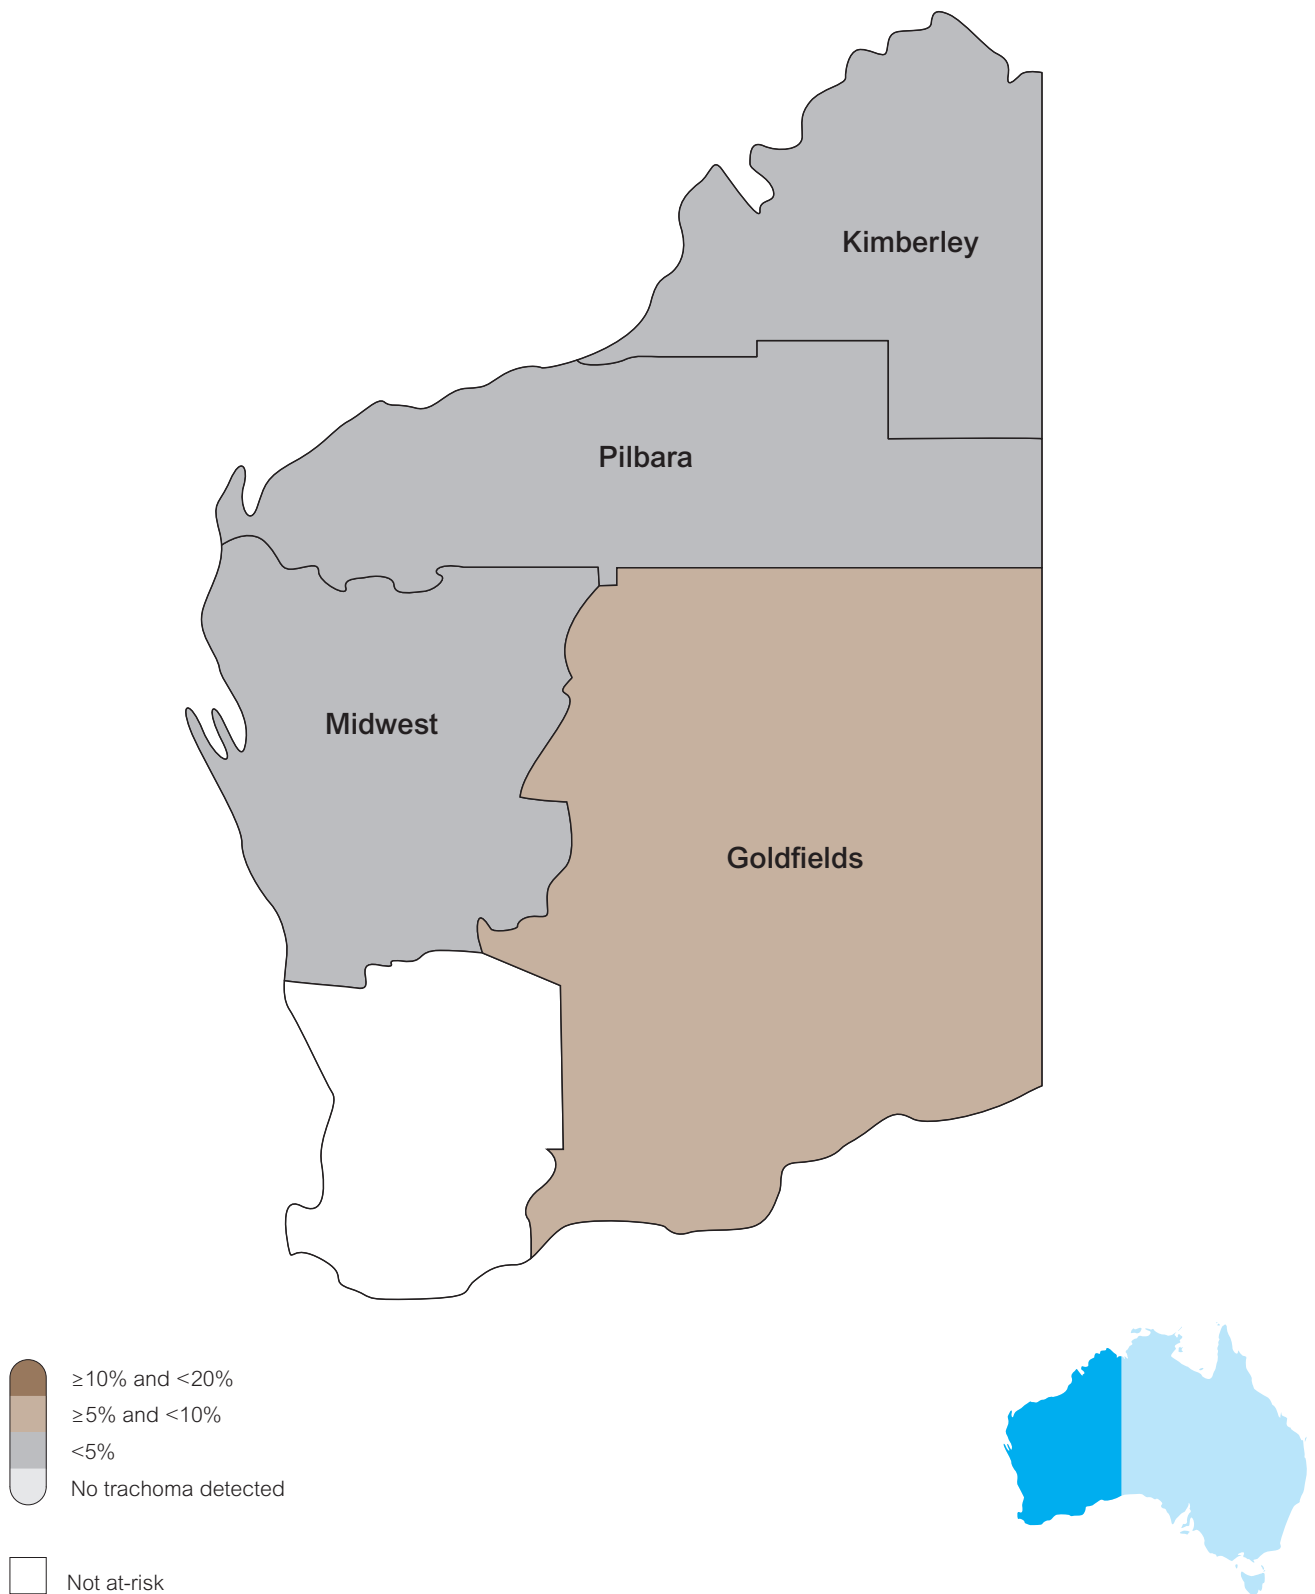 Kimberley
Pilbara
Midwest
Goldfields
≥10% and <20%
≥5% and <10%
<5%
No trachoma detected
Not at-risk